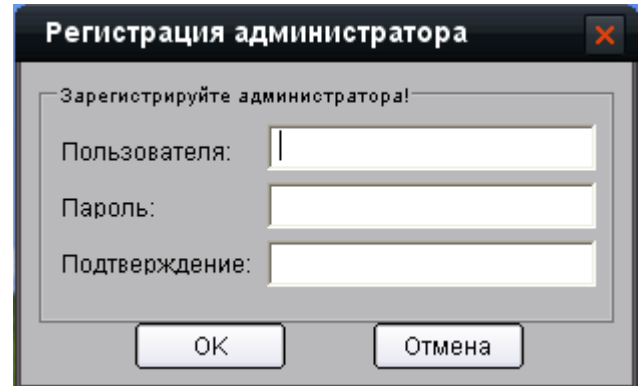 Регистрация администратора
Зарегистрируйте администратора!
Пользователя:
Пароль:
Подтверждение:
OK Отмена